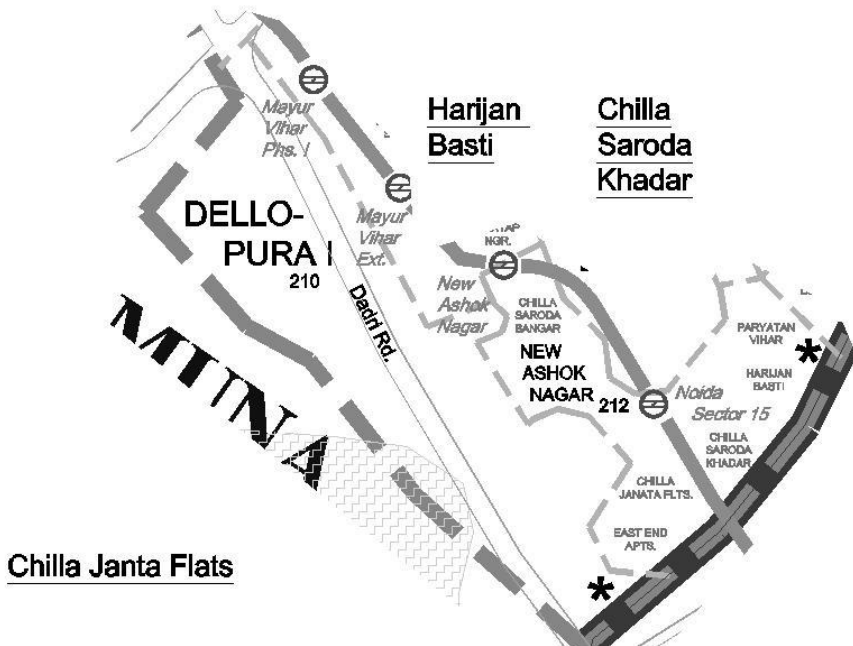 Harijan
Basti
Chilla
Saroda
Khadar
Mayur
Vihar
Phs. I
DELLO-
PURA I
210
Mayur
Vihar
Ext.
NGR.
New
Ashok
Nagar
CHILLA
SARODA
BANGAR
NEW
ASHOK
NAGAR 212
Dadri Rd.
MUNA
PARYATAN
VIHAR
HARIJAN
BASTI
Noida
Sector 15
CHILLA
SARODA
KHADAR
CHILLA
JANATA FLTS.
EAST END
APTS.
Chilla Janta Flats